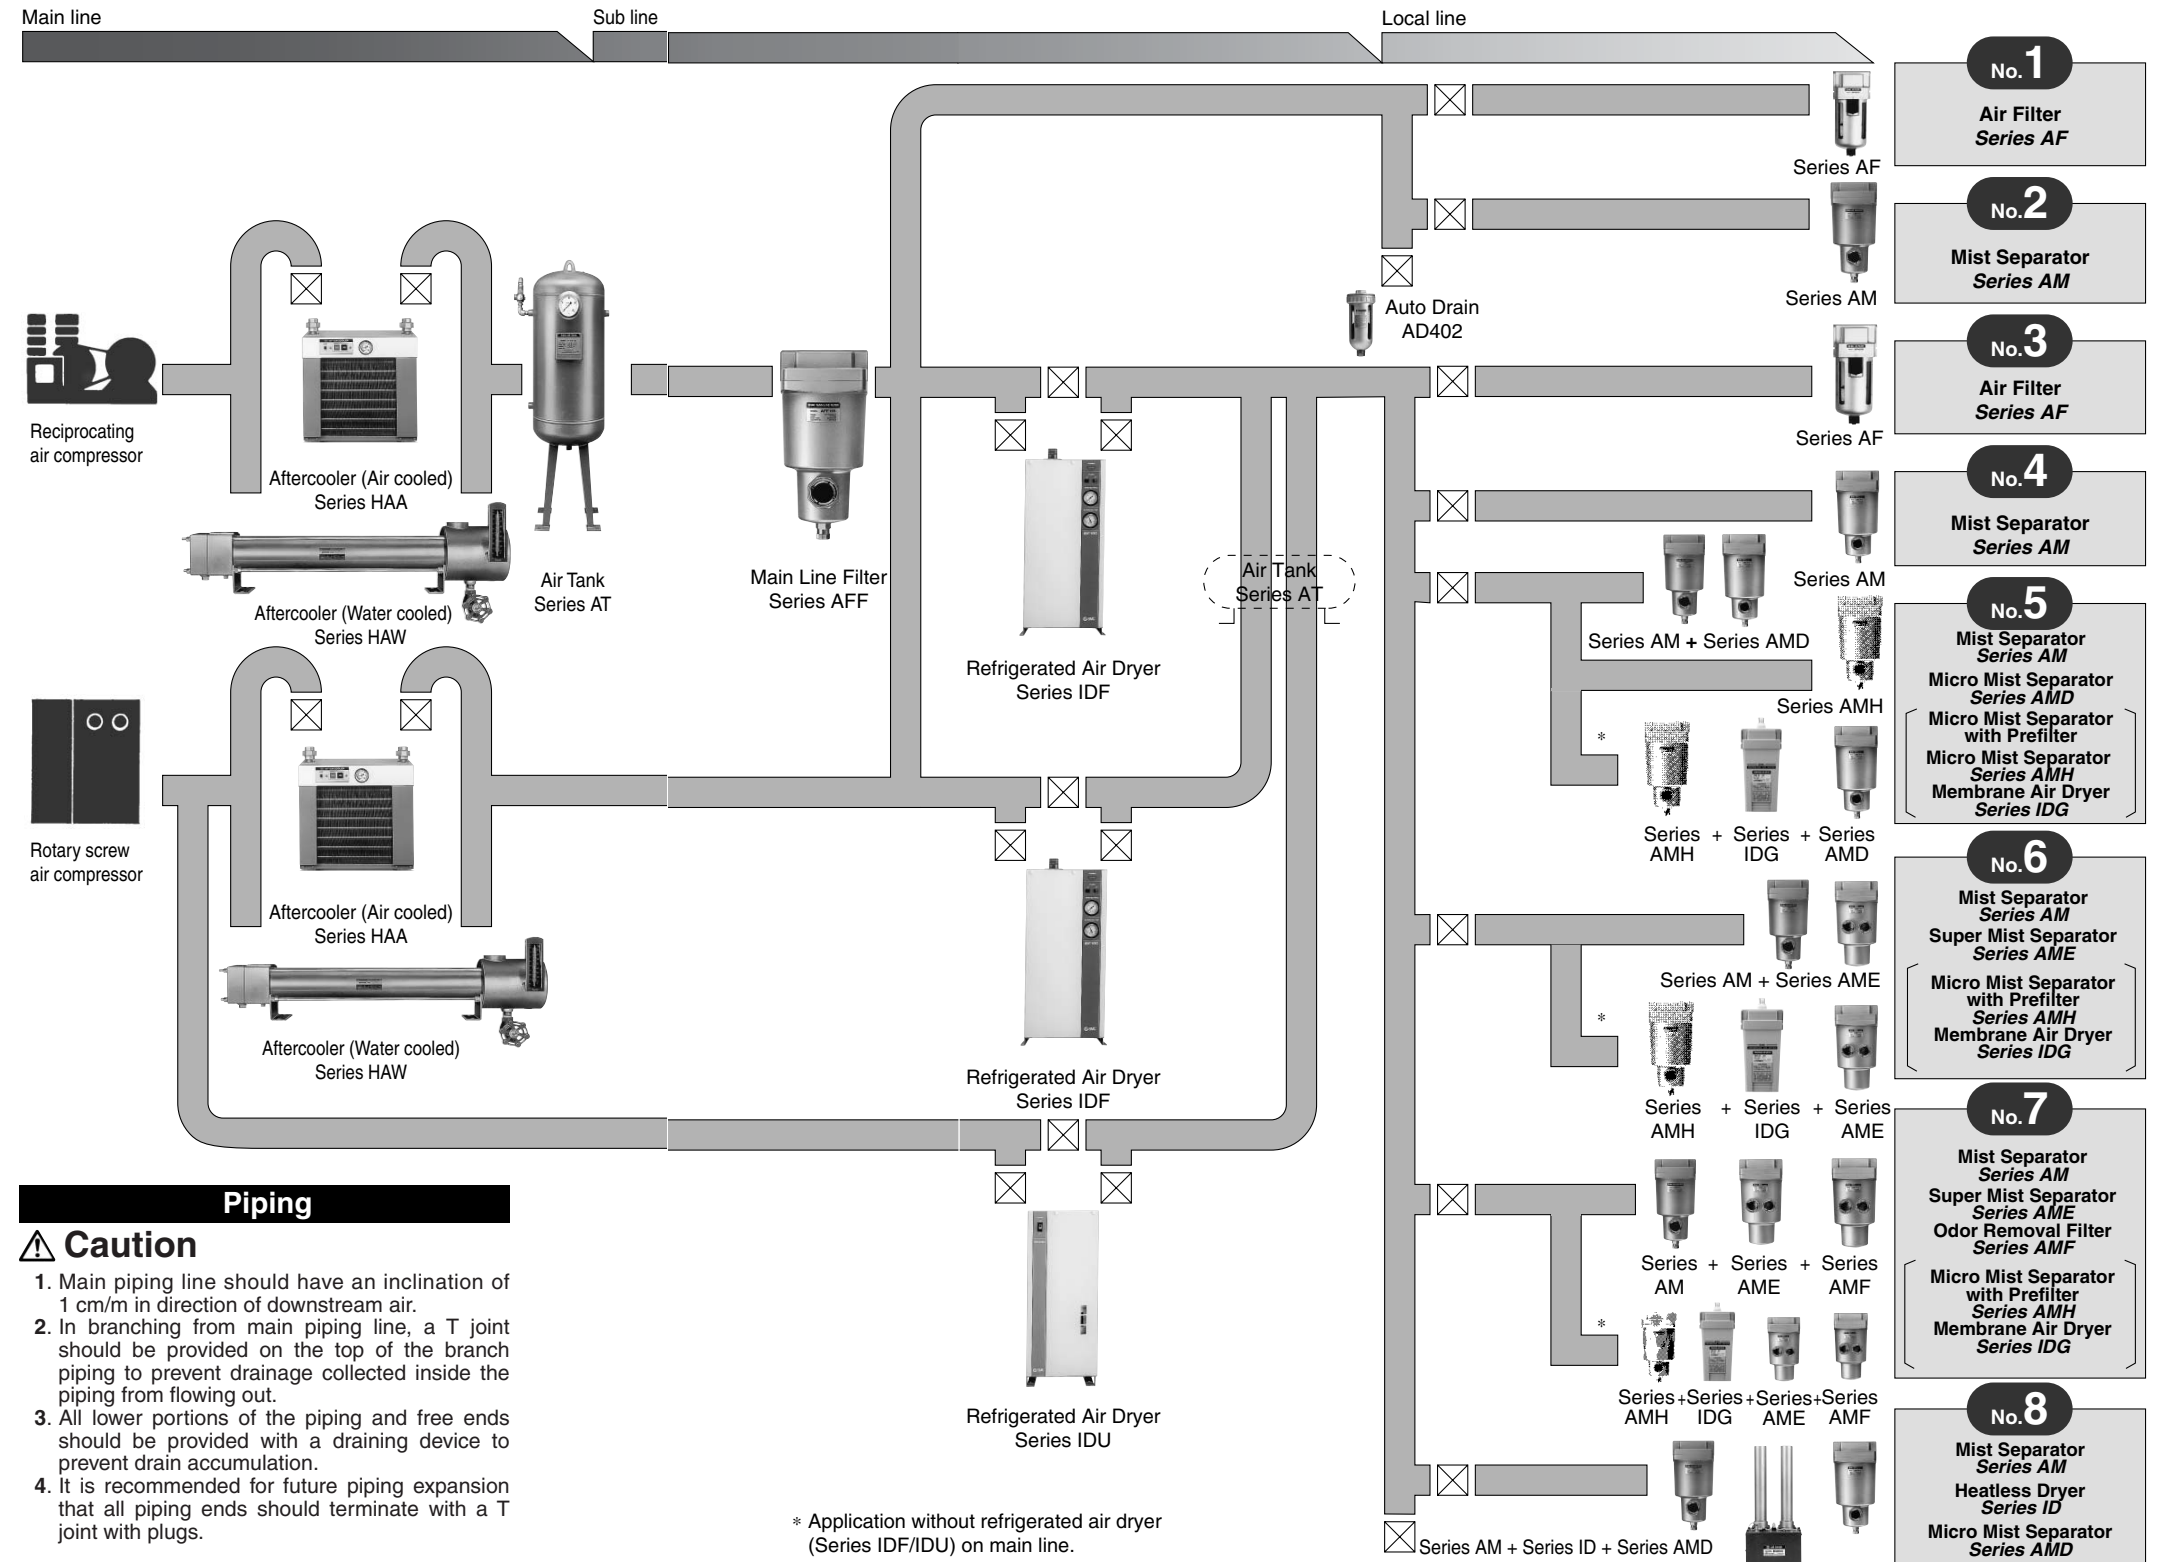 Main line
Sub line
Local line
Reciprocating
air compressor
Aftercooler (Air cooled)
Series HAA
Aftercooler (Water cooled)
Series HAW
Air Tank
Series AT
Main Line Filter
Series AFF
Refrigerated Air Dryer
Series IDF
Air Tank
Series AT
Auto Drain
AD402
Rotary screw
air compressor
Aftercooler (Air cooled)
Series HAA
Aftercooler (Water cooled)
Series HAW
Refrigerated Air Dryer
Series IDF
Refrigerated Air Dryer
Series IDU
Series AF
Series AM
Series AF
Series AM
Series AM + Series AMD
Series AMH
*
Series + Series + Series
AMH IDG AMD
Series AM + Series AME
*
Series + Series + Series
AMH IDG AME
Series + Series + Series
AM AME AMF
*
Series+Series+Series+Series
AMH IDG AME AMF
Series AM + Series ID + Series AMD
No.1
Air Filter
Series AF
No.2
Mist Separator
Series AM
No.3
Air Filter
Series AF
No.4
Mist Separator
Series AM
No.5
Mist Separator
Series AM
Micro Mist Separator
Series AMD
Micro Mist Separator
with Prefilter
Micro Mist Separator
Series AMH
Membrane Air Dryer
Series IDG
No.6
Mist Separator
Series AM
Super Mist Separator
Series AME
Micro Mist Separator
with Prefilter
Series AMH
Membrane Air Dryer
Series IDG
No.7
Mist Separator
Series AM
Super Mist Separator
Series AME
Odor Removal Filter
Series AMF
Micro Mist Separator
with Prefilter
Series AMH
Membrane Air Dryer
Series IDG
No.8
Mist Separator
Series AM
Heatless Dryer
Series ID
Micro Mist Separator
Series AMD
Piping
Caution
1. Main piping line should have an inclination of
1 cm/m in direction of downstream air.
2. In branching from main piping line, a T joint
should be provided on the top of the branch
piping to prevent drainage collected inside the
piping from flowing out.
3. All lower portions of the piping and free ends
should be provided with a draining device to
prevent drain accumulation.
4. It is recommended for future piping expansion
that all piping ends should terminate with a T
joint with plugs.
* Application without refrigerated air dryer
(Series IDF/IDU) on main line.